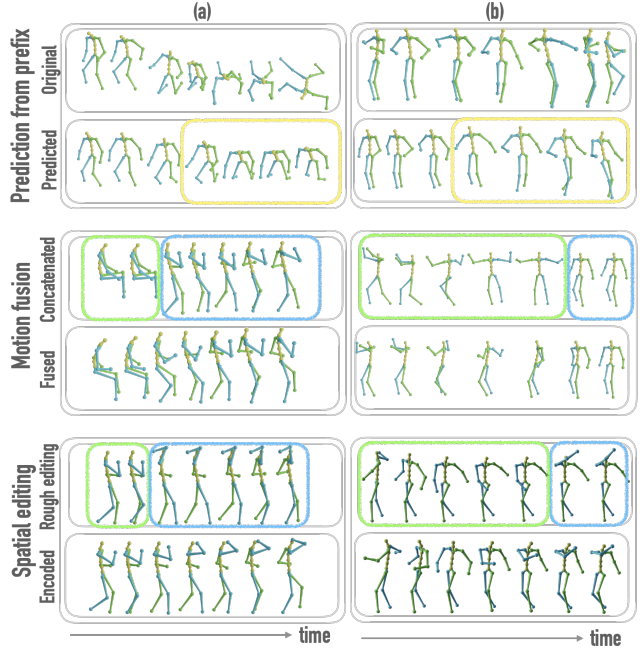 (a)
(b)
Prediction from prefix
Original
Predicted
Motion fusion
Concatenated
Fused
Spatial editing
Rough editing
Encoded
time
time